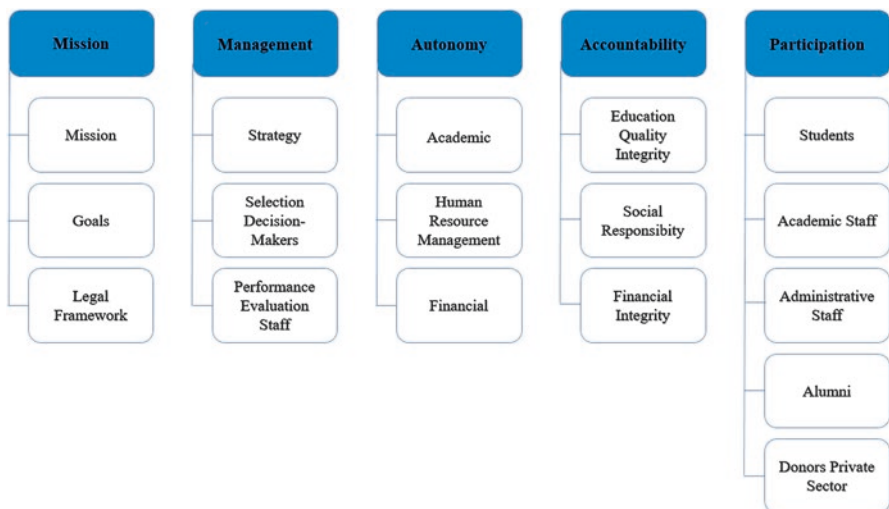 Mission
Mission
Goals
Legal
Framework
Management
Strategy
Selection
Decision-
Makers
Performance
Evaluation
Staff
Autonomy
Academic
Human
Resource
Management
Financial
Accountability
Education
Quality
Integrity
Social
Responsibity
Financial
Integrity
Participation
Students
Academic Staff
Administrative
Staff
Alumni
Donors Private
Sector